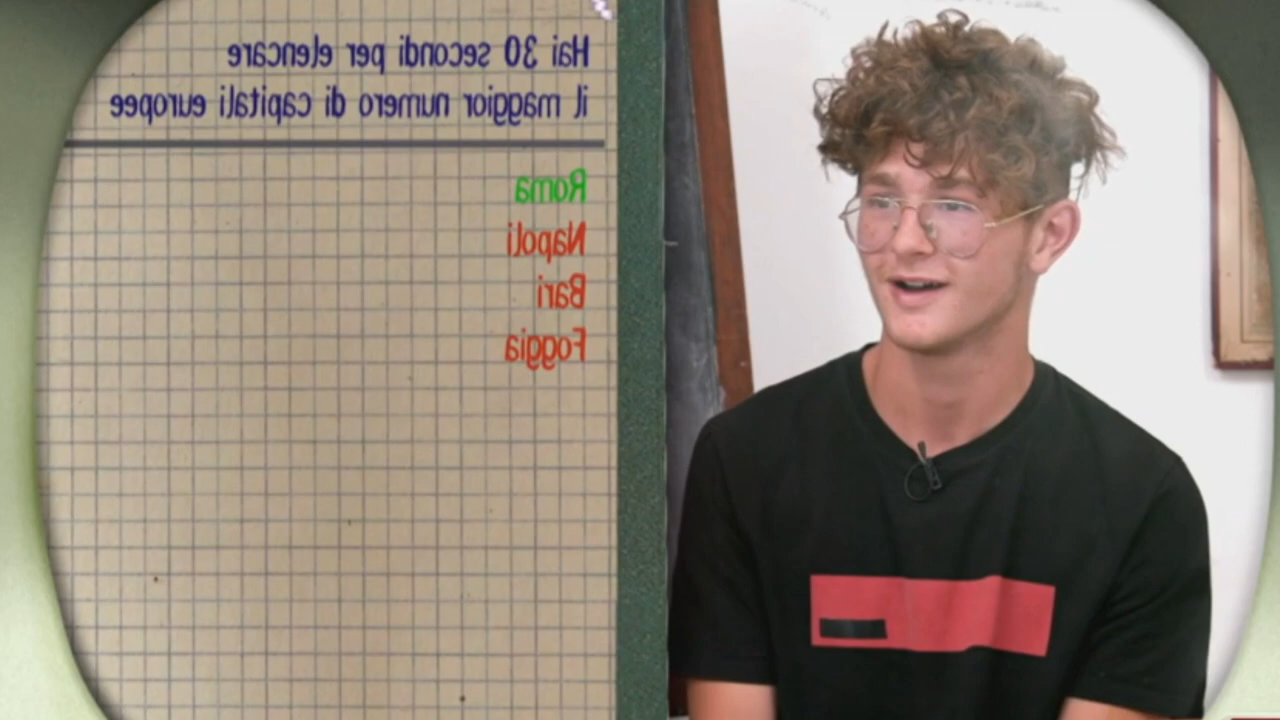 Hai 30 secondi per elencare
il maggior numero di capitali europee
Roma
Napoli
Bari
Foggia